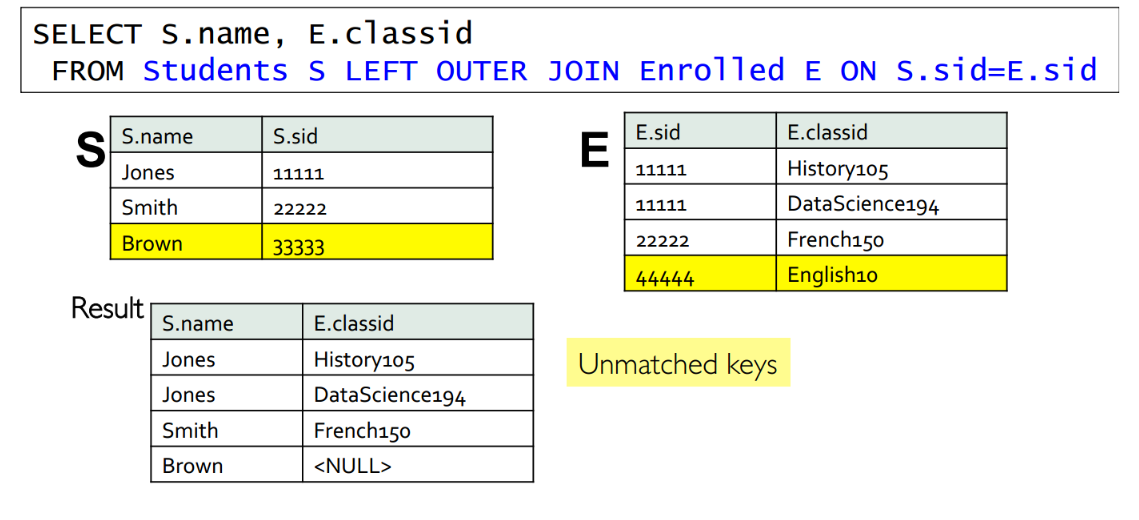 SELECT S.name, E.classid
FROM Students S LEFT OUTER JOIN Enrolled E ON S.sid=E.sid
S
S.name S.sid
Jones 11111
Smith 22222
Brown 33333
E
E.sid E.classid
11111 History105
11111 DataScience194
22222 French150
44444 English10
Result
S.name E.classid
Jones History105
Jones DataScience194
Smith French150
Brown <NULL>
Unmatched keys